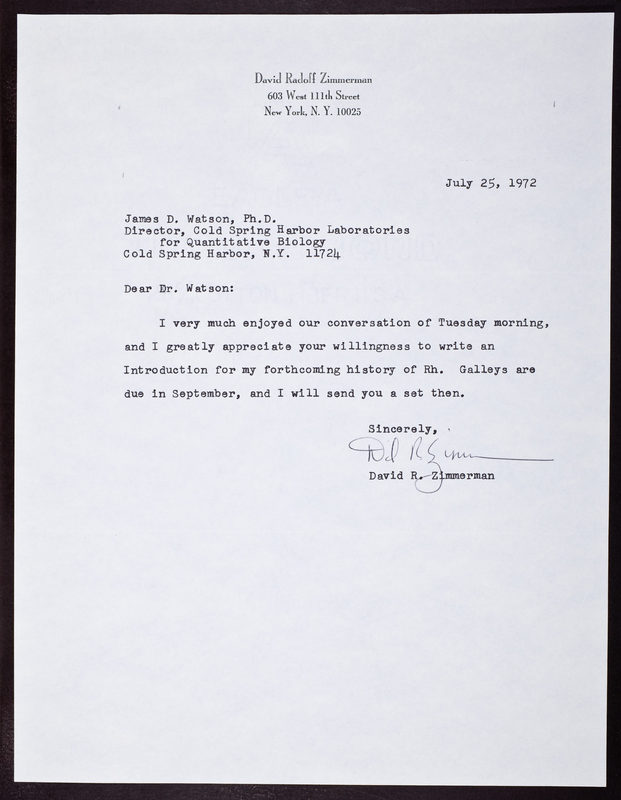 David Radoff Zimmerman
603 West 111th Street
New York, N. Y. 10025
July 25, 1972
James D. Watson, Ph.D.
Director, Cold Spring Harbor Laboratories
for Quantitative Biology
Cold Spring Harbor, N.Y. 11724
Dear Dr. Watson:
I very much enjoyed our conversation of Tuesday morning,
and I greatly appreciate your willingness to write an
Introduction for my forthcoming history of Rh. Galleys are
due in September, and I will send you a set then.
Sincerely,
David R. Zimmerman